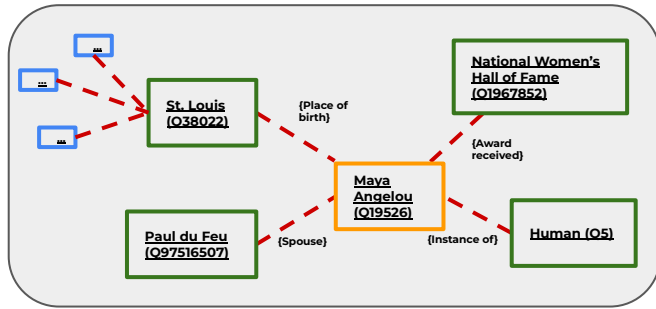 ...
...
...
St. Louis
(Q38022)
{Place of
birth}
National Women's
Hall of Fame
(Q1967852)
{Award
received}
Maya
Angelou
(Q19526)
Paul du Feu
(Q97516507)
{Spouse}
{Instance of}
Human (Q5)